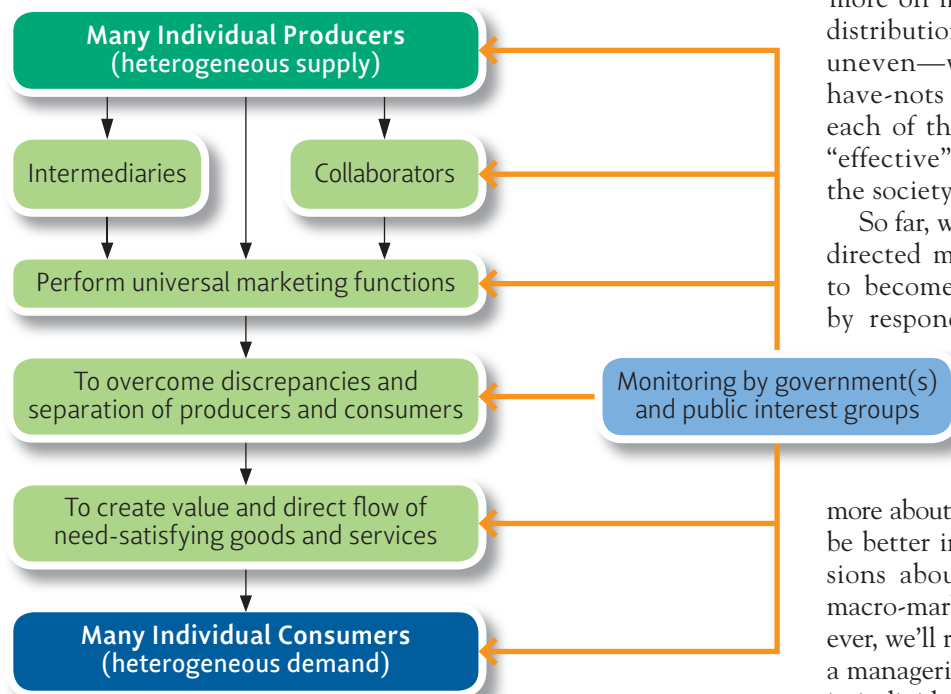 Many Individual Producers
(heterogeneous supply)
Intermediaries
Collaborators
Perform universal marketing functions
To overcome discrepancies and
separation of producers and consumers
Monitoring by government(s)
and public interest groups
To create value and direct flow of
need-satisfying goods and services
Many Individual Consumers
(heterogeneous demand)
distribution
uneven—
have-nots
each of th
"effective"
the society
So far, w
directed m
to become
by respon
more about
be better i
sions abou
macro-mar
ever, we'll r
a manageri